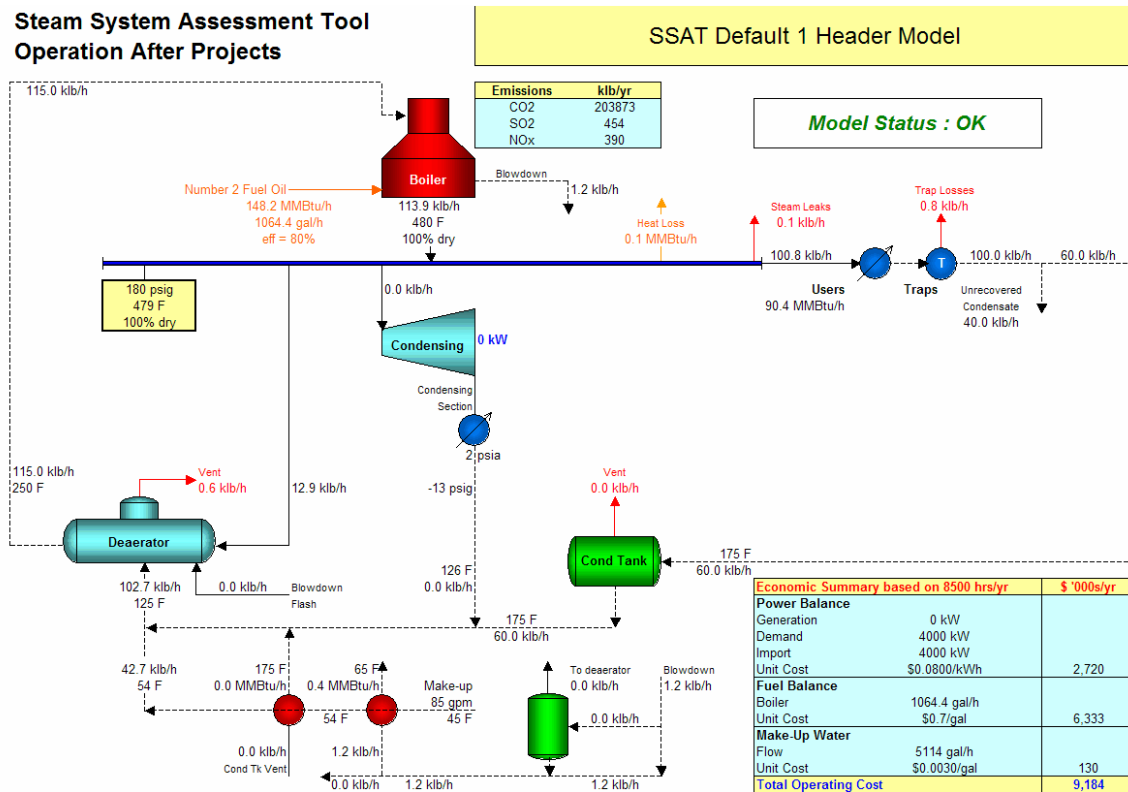 Steam System Assessment Tool
Operation After Projects
SSAT Default 1 Header Model
115.0 klb/h
Emissions klb/yr
CO2 203873
SO2 454
NOx 390
Model Status : OK
Boiler
Blowdown
1.2 klb/h
Number 2 Fuel Oil
148.2 MMBtu/h
1064.4 gal/h
eff = 80%
113.9 klb/h
480 F
100% dry
Heat Loss
0.1 MMBtu/h
Steam Leaks
0.1 klb/h
Trap Losses
0.8 klb/h
100.8 klb/h
T
100.0 klb/h
60.0 klb/h
Users
90.4 MMBtu/h
Traps
Unrecovered
Condensate
40.0 klb/h
180 psig
479 F
100% dry
0.0 klb/h
Condensing
0 kW
Condensing
Section
2 psia
-13 psig
115.0 klb/h
250 F
Vent
0.6 klb/h
12.9 klb/h
Vent
0.0 klb/h
Deaerator
Cond Tank
175 F
60.0 klb/h
102.7 klb/h
125 F
0.0 klb/h
Blowdown
Flash
126 F
0.0 klb/h
175 F
60.0 klb/h
42.7 klb/h
54 F
175 F
0.0 MMBtu/h
65 F
0.4 MMBtu/h
Make-up
85 gpm
45 F
54 F
To deaerator
0.0 klb/h
Blowdown
1.2 klb/h
0.0 klb/h
0.0 klb/h
Cond Tk Vent
1.2 klb/h
0.0 klb/h
1.2 klb/h
1.2 klb/h
Economic Summary based on 8500 hrs/yr $ '000s/yr
Power Balance
Generation 0 kW
Demand 4000 kW
Import 4000 kW
Unit Cost $0.0800/kWh 2,720
Fuel Balance
Boiler 1064.4 gal/h
Unit Cost $0.7/gal 6,333
Make-Up Water
Flow 5114 gal/h
Unit Cost $0.0030/gal 130
Total Operating Cost 9,184